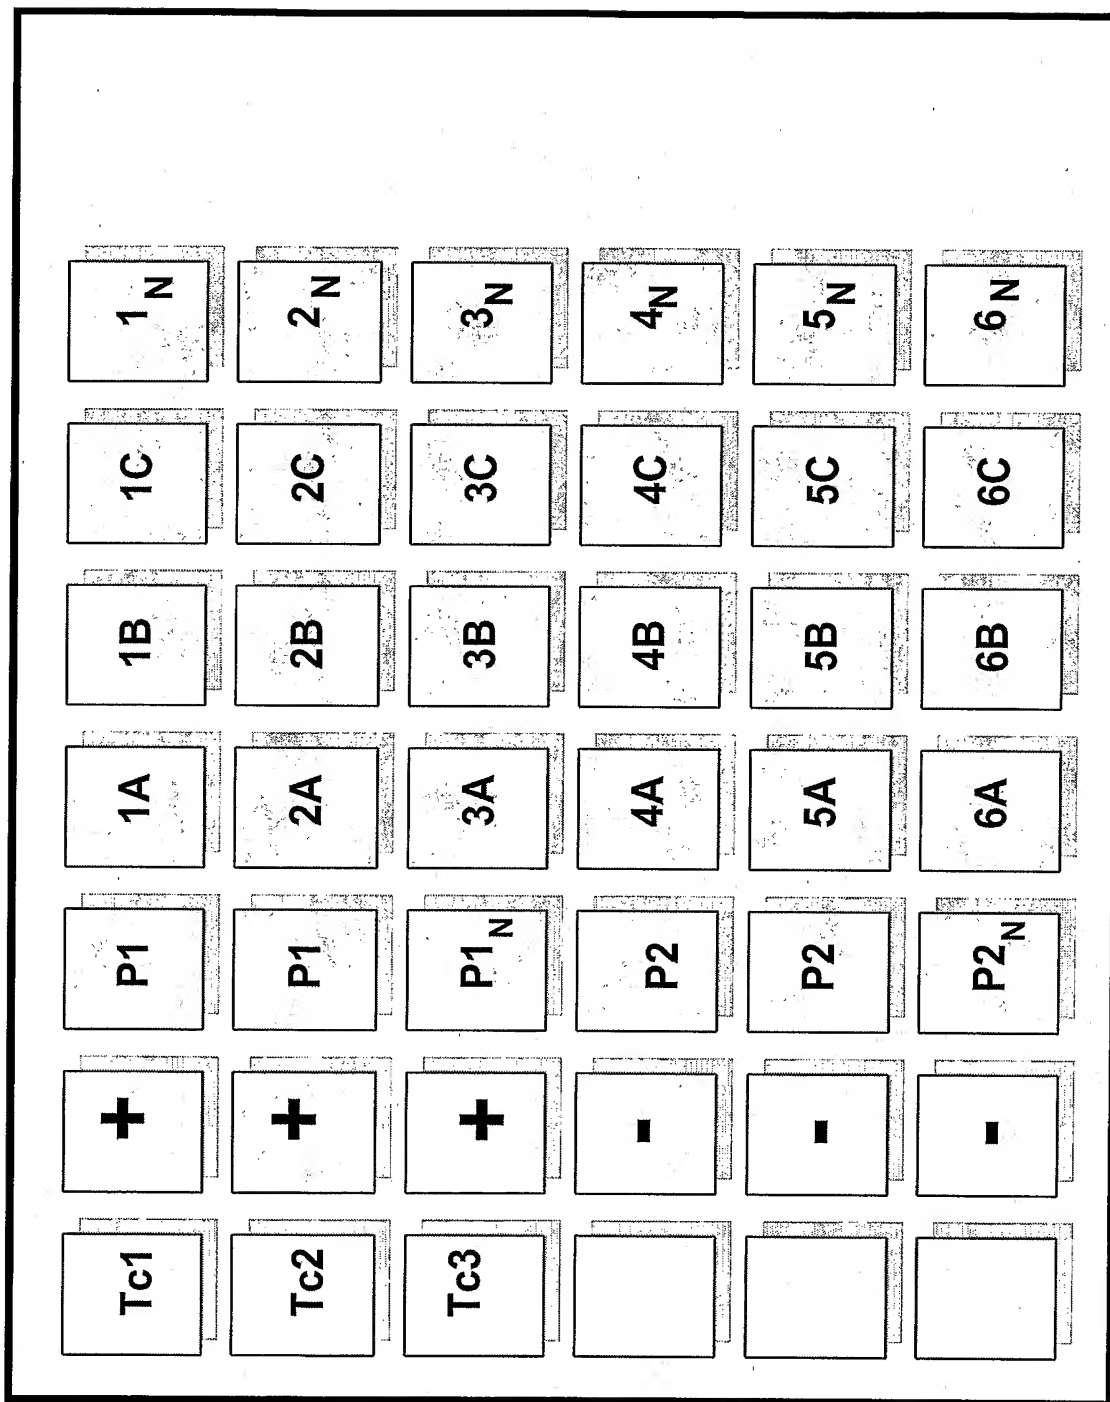 Tc1 + P1 1A 1B 1C 1N
Tc2 + P1 2A 2B 2C 2N
Tc3 + P1N 3A 3B 3C 3N
- P2 4A 4B 4C 4N
- P2 5A 5B 5C 5N
- P2N 6A 6B 6C 6N